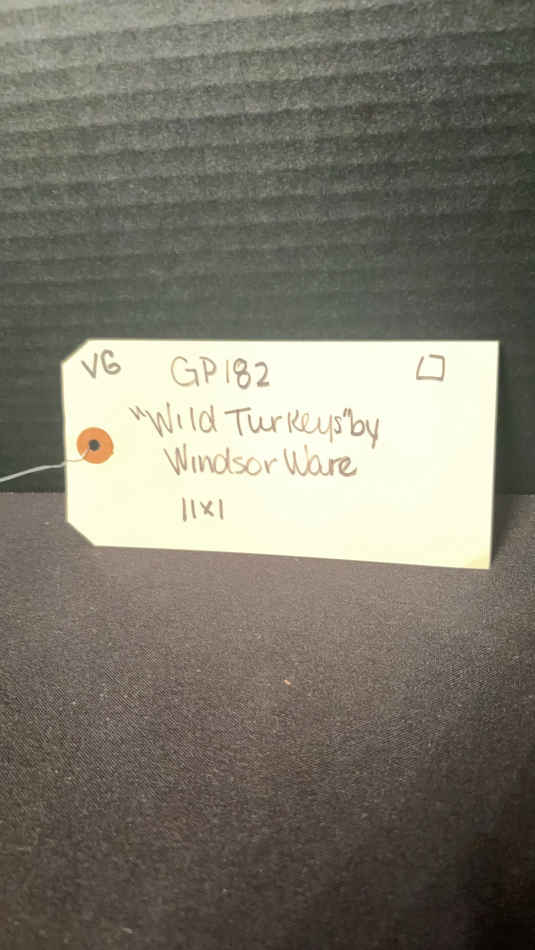 VG GP182
"Wild Turkeys" by
Windsor Ware
11x1